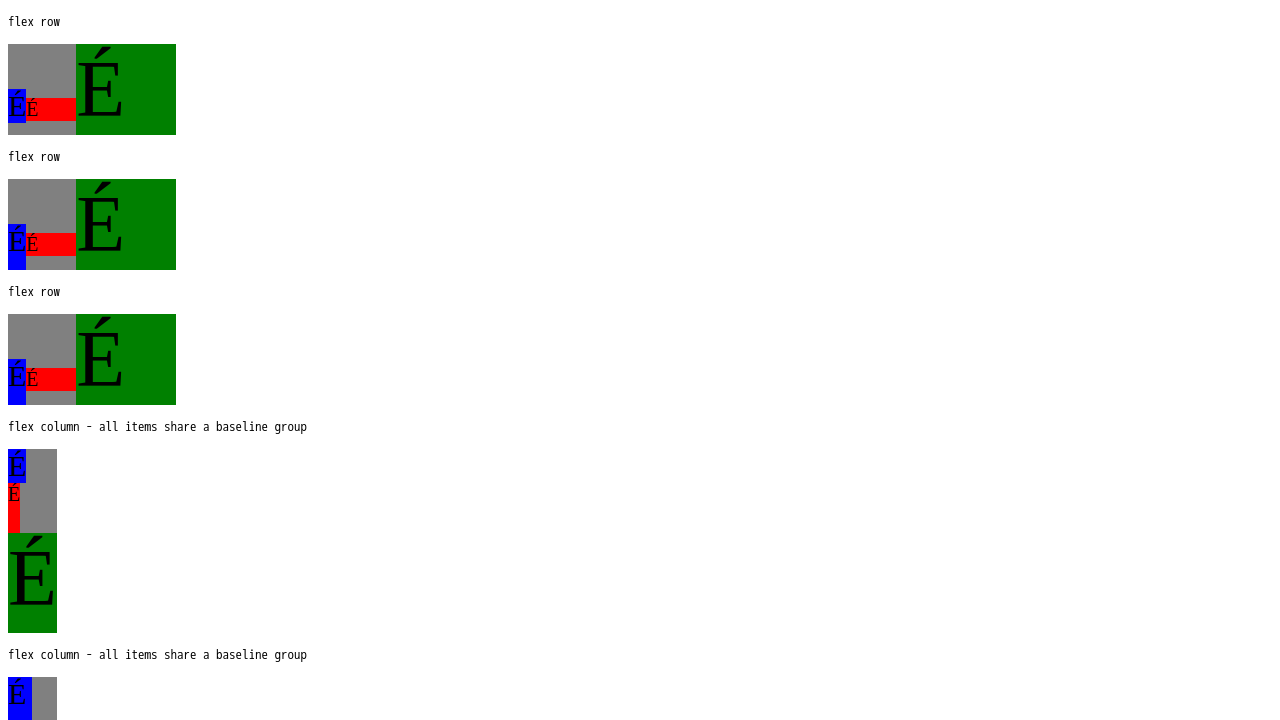 flex row
ÉÉÉ
flex row
ÉÉÉ
flex row
ÉÉÉ
flex column - all items share a baseline group
É
É
É
flex column - all items share a baseline group
É